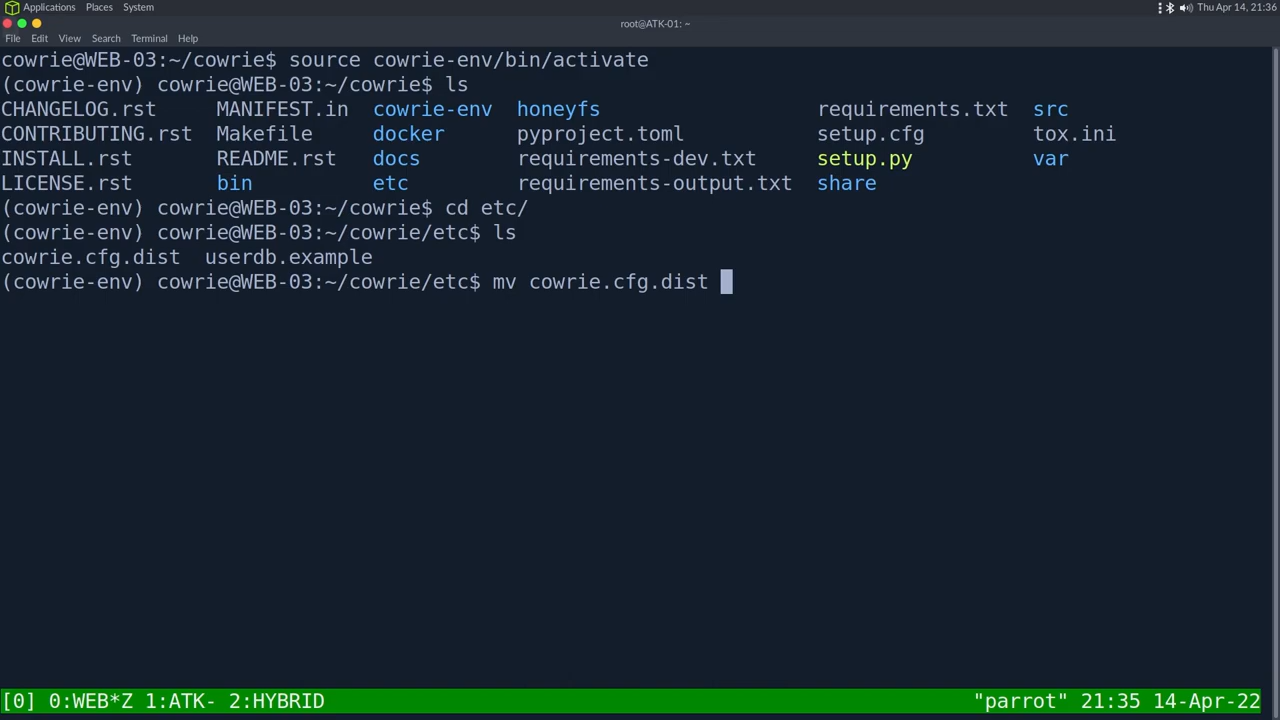 Applications Places System Thu Apr 14, 21:36
root@ATK-01: ~
File Edit View Search Terminal Help
cowrie@WEB-03:~/cowrie$ source cowrie-env/bin/activate
(cowrie-env) cowrie@WEB-03:~/cowrie$ ls
CHANGELOG.rst MANIFEST.in cowrie-env honeyfs requirements.txt src
CONTRIBUTING.rst Makefile docker pyproject.toml setup.cfg tox.ini
INSTALL.rst README.rst docs requirements-dev.txt setup.py var
LICENSE.rst bin etc requirements-output.txt share
(cowrie-env) cowrie@WEB-03:~/cowrie$ cd etc/
(cowrie-env) cowrie@WEB-03:~/cowrie/etc$ ls
cowrie.cfg.dist userdb.example
(cowrie-env) cowrie@WEB-03:~/cowrie/etc$ mv cowrie.cfg.dist
[0] 0:WEB*Z 1:ATK- 2:HYBRID "parrot" 21:35 14-Apr-22